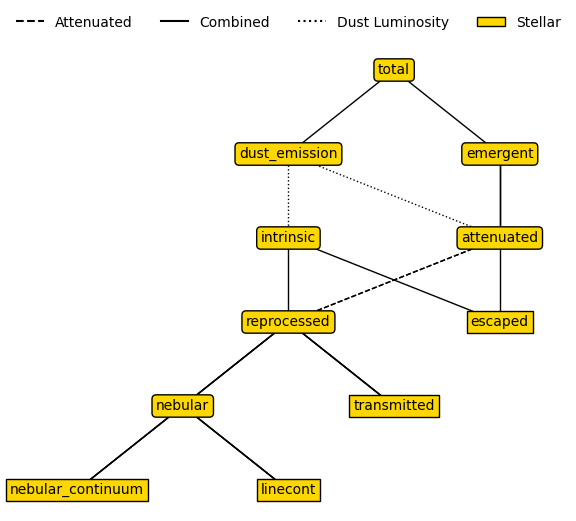 Attenuated Combined Dust Luminosity Stellar
total
dust_emission emergent
intrinsic attenuated
reprocessed escaped
nebular transmitted
nebular_continuum linecont